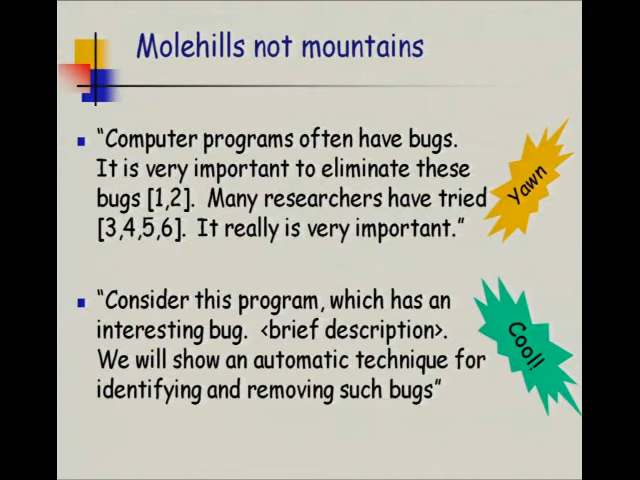 Molehills not mountains
“Computer programs often have bugs.
It is very important to eliminate these
bugs [1,2]. Many researchers have tried
[3,4,5,6]. It really is very important.”
Yawn
“Consider this program, which has an
interesting bug. <brief description>.
We will show an automatic technique for
identifying and removing such bugs”
Cool!!